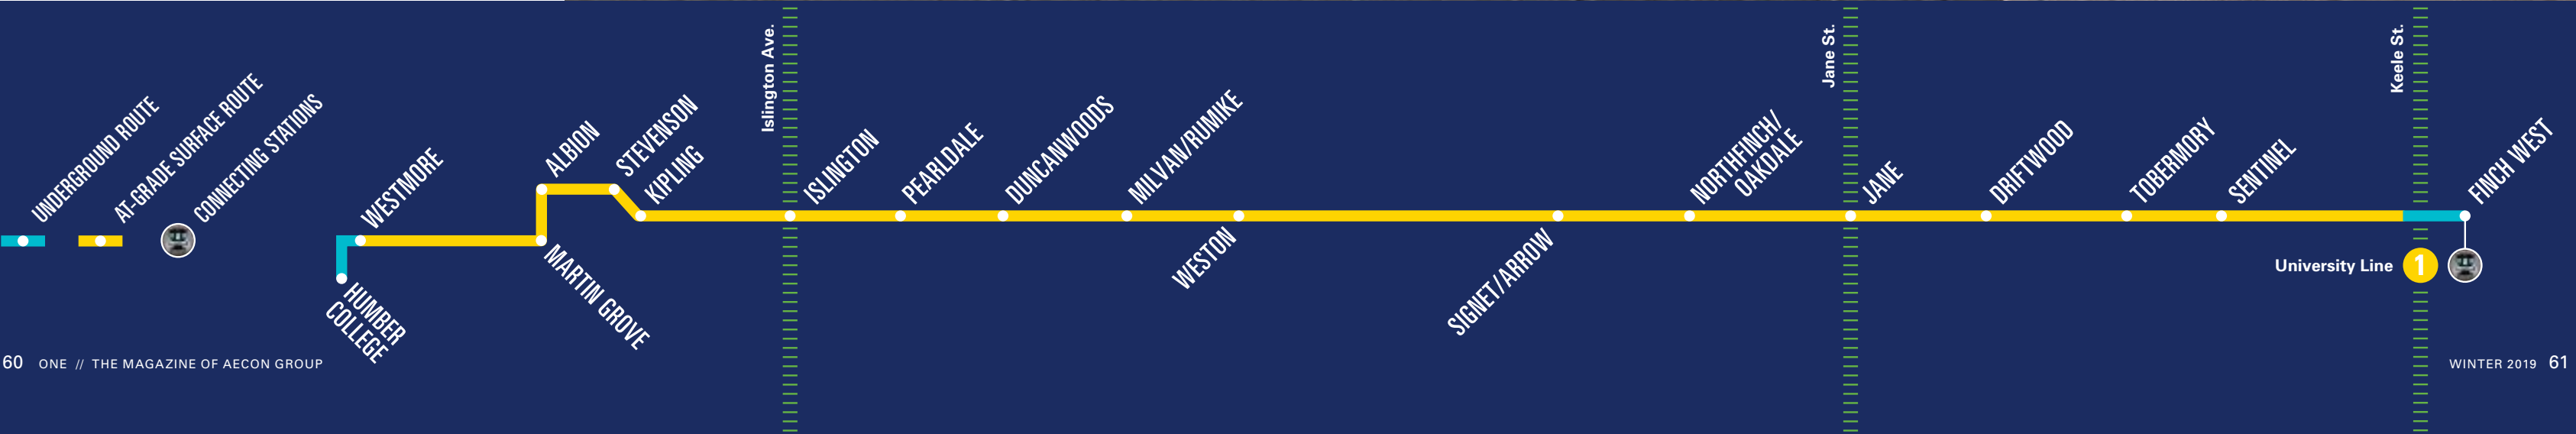 UNDERGROUND ROUTE
AT-GRADE SURFACE ROUTE
CONNECTING STATIONS
HUMBER
COLLEGE
WESTMORE
MARTIN GROVE
ALBION
STEVENSON
KIPLING
Islington Ave.
ISLINGTON
PEARLDALE
DUNCANWOODS
MILVAN/RUMIKE
WESTON
SIGNET/ARROW
NORTHFINCH/
OAKDALE
Jane St.
JANE
DRIFTWOOD
TOBERMORY
SENTINEL
Keele St.
FINCH WEST
University Line 1
60 ONE // THE MAGAZINE OF AECON GROUP
WINTER 2019 61